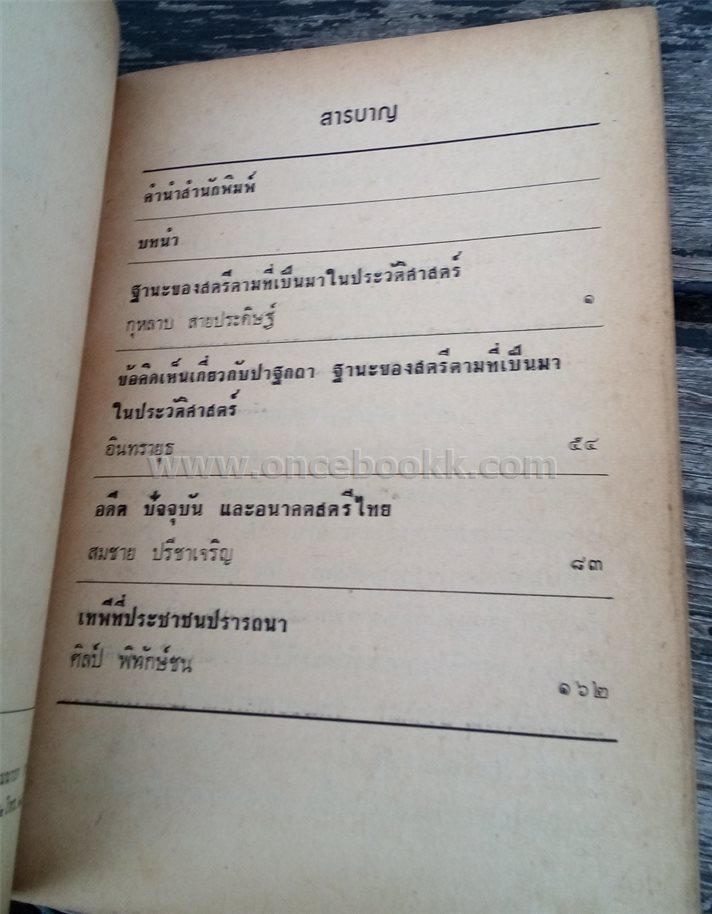 สารบาญ
คำนำสำนักพิมพ์
บทนำ
ฐานะของสตรีตามที่เป็นมาในประวัติศาสตร์
กุหลาบ สายประดิษฐ์
๑
ข้อคิดเห็นเกี่ยวกับปาฐกถา ฐานะของสตรีตามที่เป็นมา
ในประวัติศาสตร์
อินทรายุธ
๕๔
www.oncebookk.com
อดีต ปัจจุบัน และอนาคตสตรีไทย
สมชาย ปรีชาเจริญ
๘๓
เทพีที่ประชาชนปรารถนา
ศิลป์ พิทักษ์ชน
๑๖๒